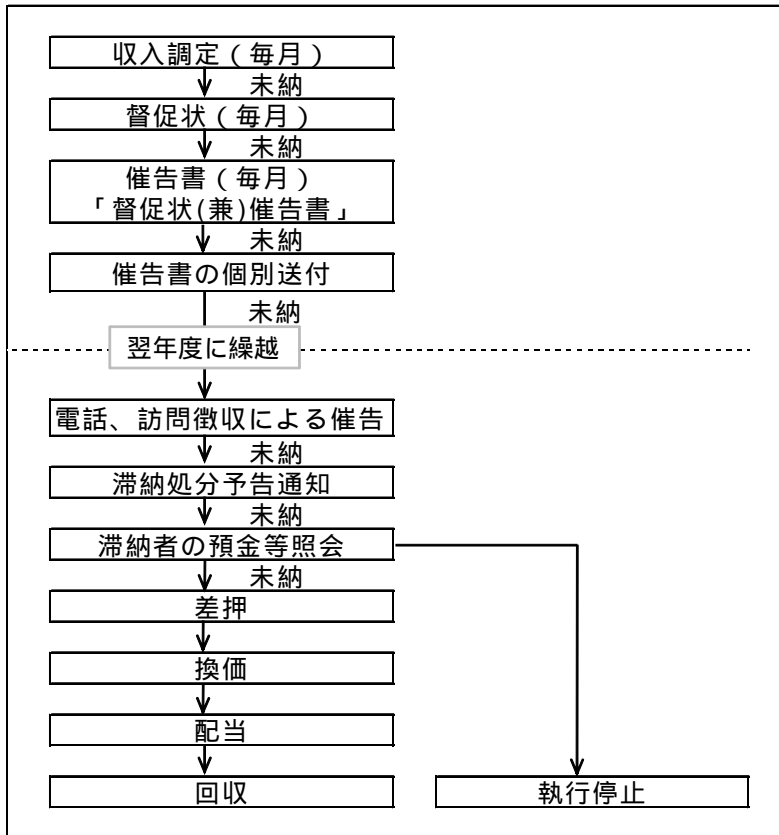 収入調定（毎月）
未納
督促状（毎月）
未納
催告書（毎月）
「督促状(兼)催告書」
未納
催告書の個別送付
未納
翌年度に繰越
電話、訪問徴収による催告
未納
滞納処分予告通知
未納
滞納者の預金等照会
未納
差押
換価
配当
回収
執行停止